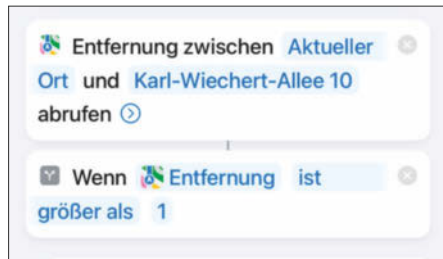 Entfernung zwischen Aktueller
Ort und Karl-Wiechert-Allee 10
abrufen
Wenn Entfernung ist
größer als 1